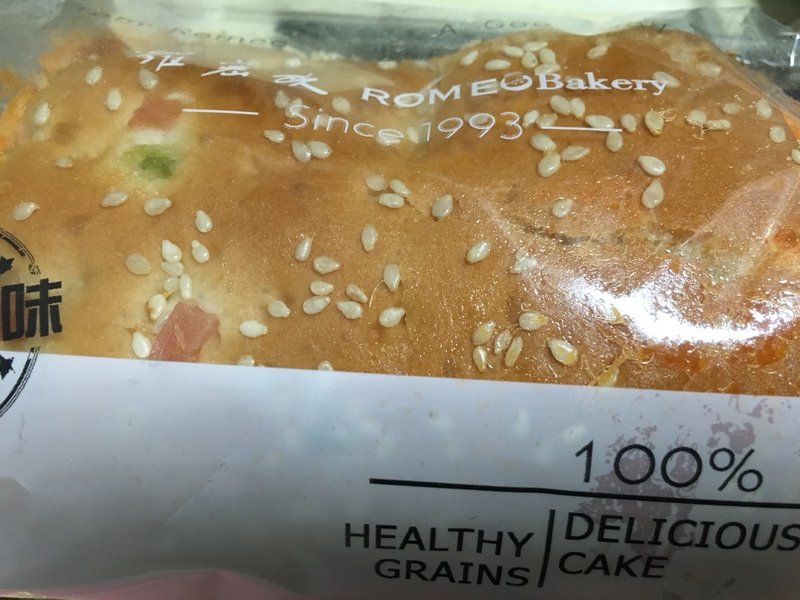 ROMEO Bakery
Since 1993
味
100%
HEALTHY GRAINS
DELICIOUS CAKE